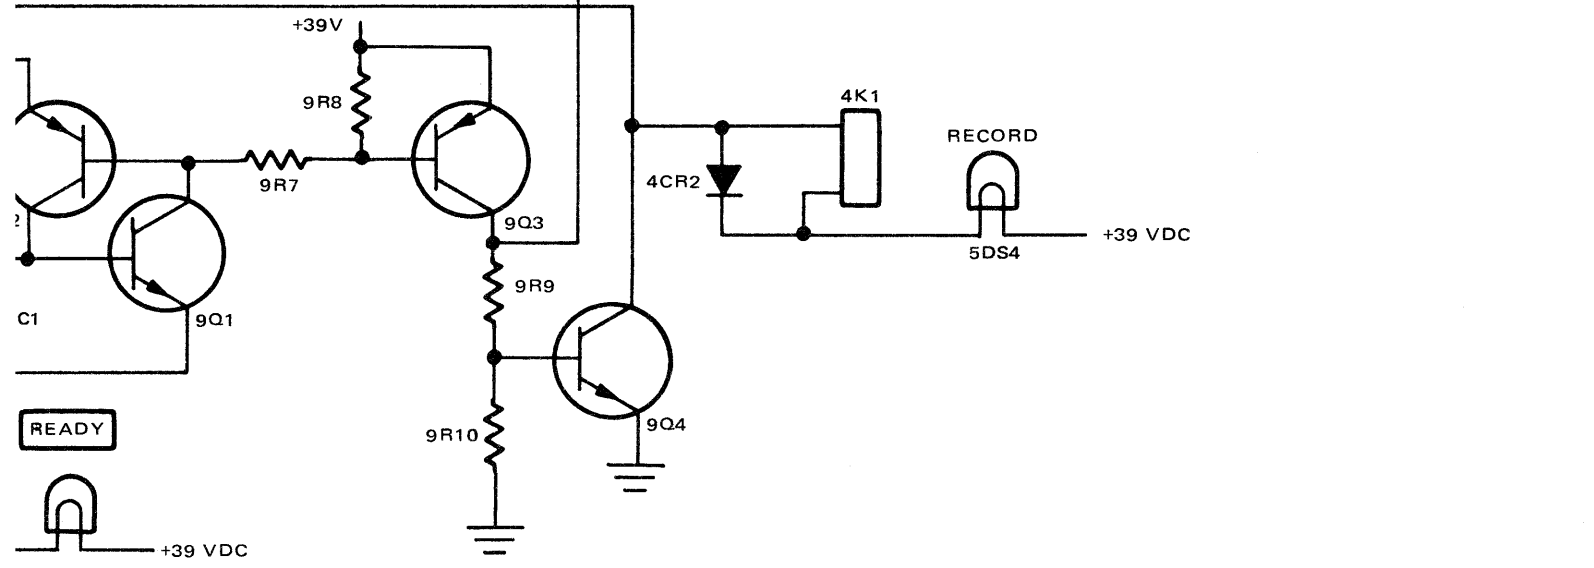 +39V
9R8
4K1
RECORD
9R7
4CR2
9Q3
+39 VDC
5DS4
9R9
C1
9Q1
9R10
9Q4
READY
+39 VDC